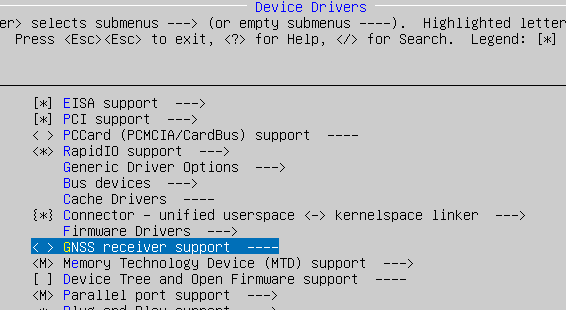 Device Drivers
er> selects submenus ---> (or empty submenus ----).  Highlighted letter
Press <Esc><Esc> to exit, <?> for Help, </> for Search.  Legend: [*]
[*] EISA support  --->
[*] PCI support  --->
< > PCCard (PCMCIA/CardBus) support  ----
<*> RapidIO support  --->
Generic Driver Options  --->
Bus devices  --->
Cache Drivers  ----
{*} Connector - unified userspace <-> kernelspace linker  --->
Firmware Drivers  --->
< > GNSS receiver support  ----
<M> Memory Technology Device (MTD) support  --->
[ ] Device Tree and Open Firmware support  ----
<M> Parallel port support  --->